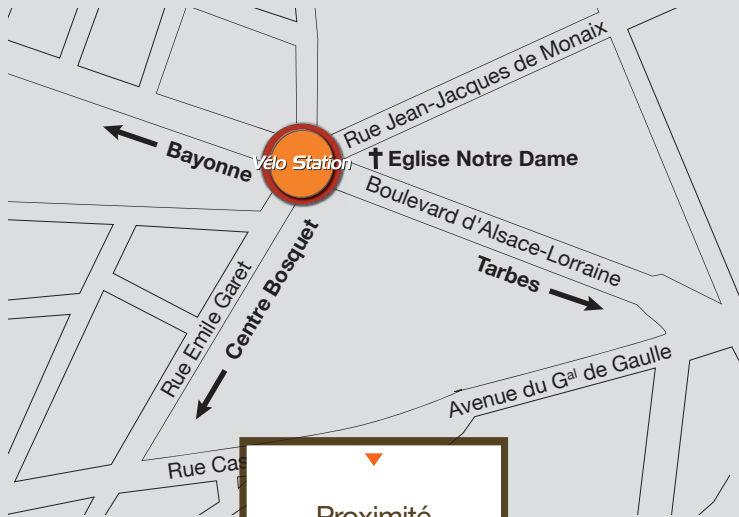 Rue Jean-Jacques de Monaix
Bayonne
Vélo Station
Eglise Notre Dame
Boulevard d'Alsace-Lorraine
Tarbes
Centre Bosquet
Rue Emile Garet
Avenue du Gal de Gaulle
Rue Cas
Proximité